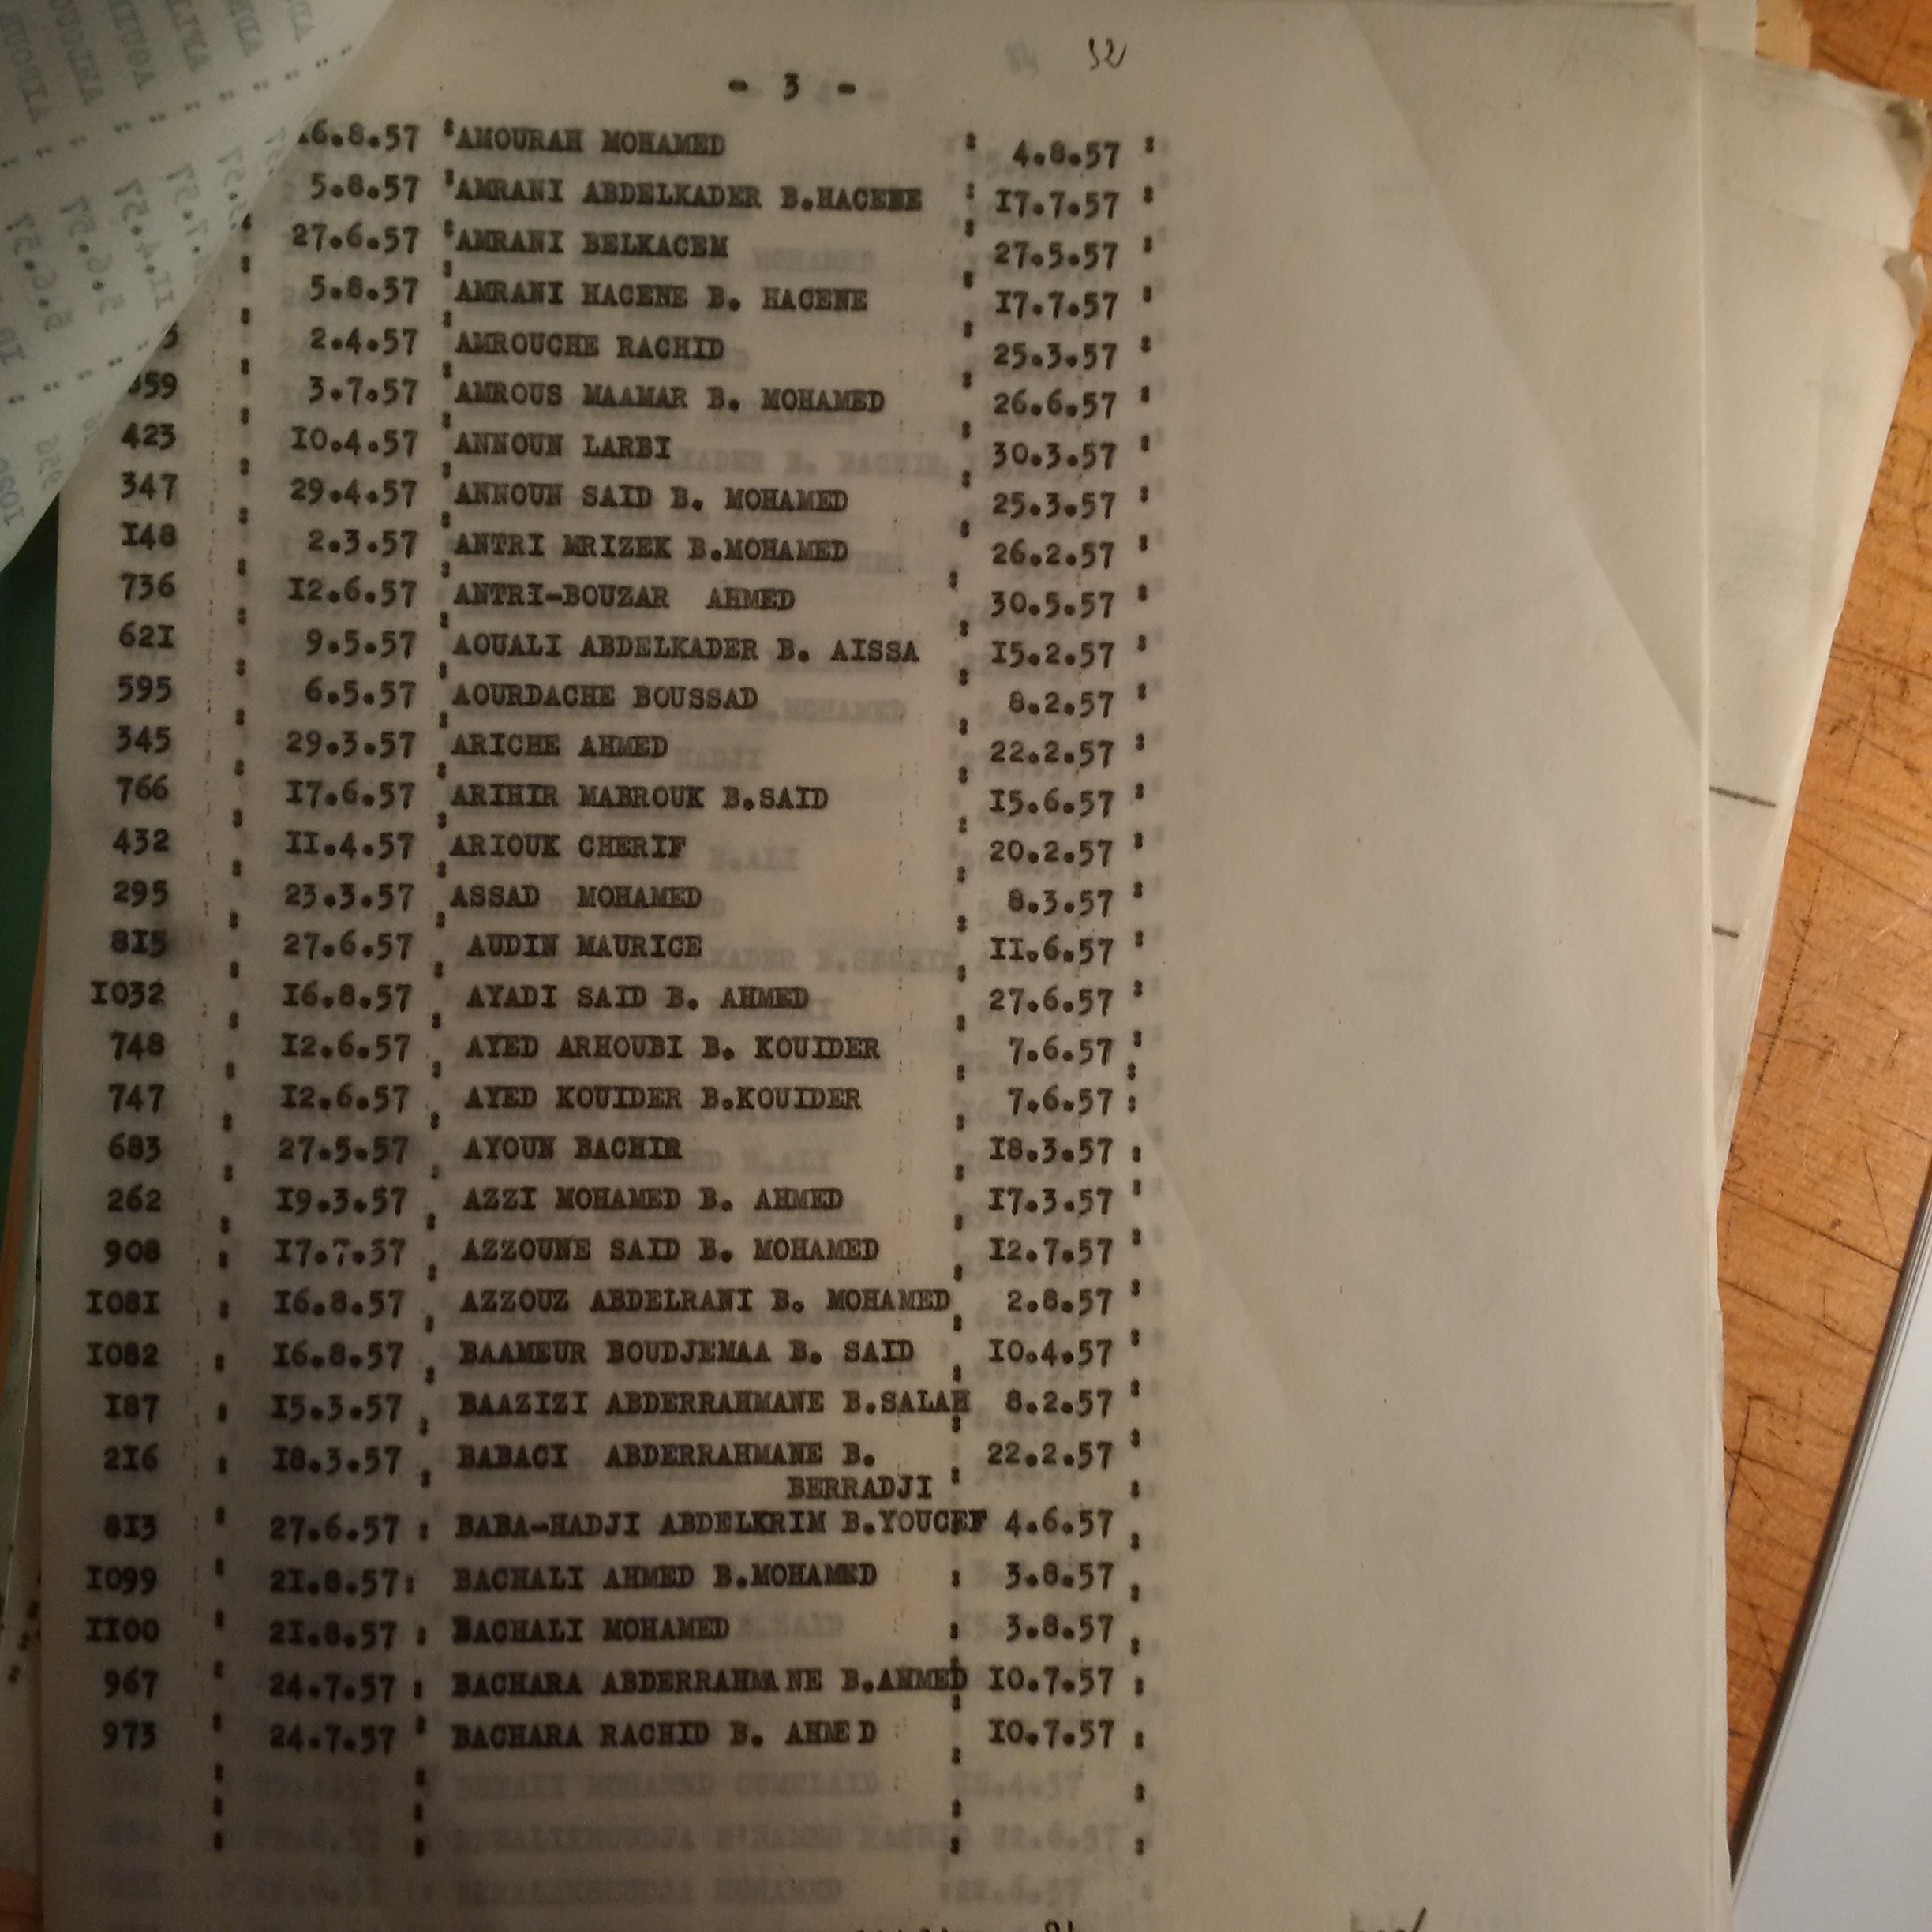 52
- 3 -
16.8.57 : AMOURAH MOHAMED : 4.8.57 :
5.8.57 : AMRANI ABDELKADER B.HACENE : 17.7.57 :
27.6.57 : AMRANI BELKACEM : 27.5.57 :
5.8.57 : AMRANI HACENE B. HACENE : 17.7.57 :
2.4.57 : AMROUCHE RACHID : 25.3.57 :
59 : 3.7.57 : AMROUS MAAMAR B. MOHAMED : 26.6.57 :
423 : 10.4.57 : ANNOUN LARBI : 30.3.57 :
347 : 29.4.57 : ANNOUN SAID B. MOHAMED : 25.3.57 :
148 : 2.3.57 : ANTRI MRIZEK B.MOHAMED : 26.2.57 :
736 : 12.6.57 : ANTRI-BOUZAR AHMED : 30.5.57 :
621 : 9.5.57 : AOUALI ABDELKADER B. AISSA : 15.2.57 :
595 : 6.5.57 : AOURDACHE BOUSSAD : 8.2.57 :
345 : 29.3.57 : ARICHE AHMED : 22.2.57 :
766 : 17.6.57 : ARIHIR MABROUK B.SAID : 15.6.57 :
432 : 11.4.57 : ARIOUK CHERIF : 20.2.57 :
295 : 23.3.57 : ASSAD MOHAMED : 8.3.57 :
815 : 27.6.57 : AUDIN MAURICE : 11.6.57 :
1032 : 16.8.57 : AYADI SAID B. AHMED : 27.6.57 :
748 : 12.6.57 : AYED ARHOUBI B. KOUIDER : 7.6.57 :
747 : 12.6.57 : AYED KOUIDER B.KOUIDER : 7.6.57 :
683 : 27.5.57 : AYOUN BACHIR : 18.3.57 :
262 : 19.3.57 : AZZI MOHAMED B. AHMED : 17.3.57 :
908 : 17.7.57 : AZZOUNE SAID B. MOHAMED : 12.7.57 :
1081 : 16.8.57 : AZZOUZ ABDELRANI B. MOHAMED : 2.8.57 :
1082 : 16.8.57 : BAAMEUR BOUDJEMAA B. SAID : 10.4.57 :
187 : 15.3.57 : BAAZIZI ABDERRAHMANE B.SALAH : 8.2.57 :
216 : 18.3.57 : BABACI ABDERRAHMANE B. : 22.2.57 :
BERRADJI
813 : 27.6.57 : BABA-HADJI ABDELKRIM B.YOUCEF 4.6.57 :
1099 : 21.8.57 : BACHALI AHMED B.MOHAMED : 3.8.57 :
1100 : 21.8.57 : BACHALI MOHAMED : 3.8.57 :
967 : 24.7.57 : BACHARA ABDERRAHMANE B.AHMED 10.7.57 :
973 : 24.7.57 : BACHARA RACHID B. AHMED : 10.7.57 :